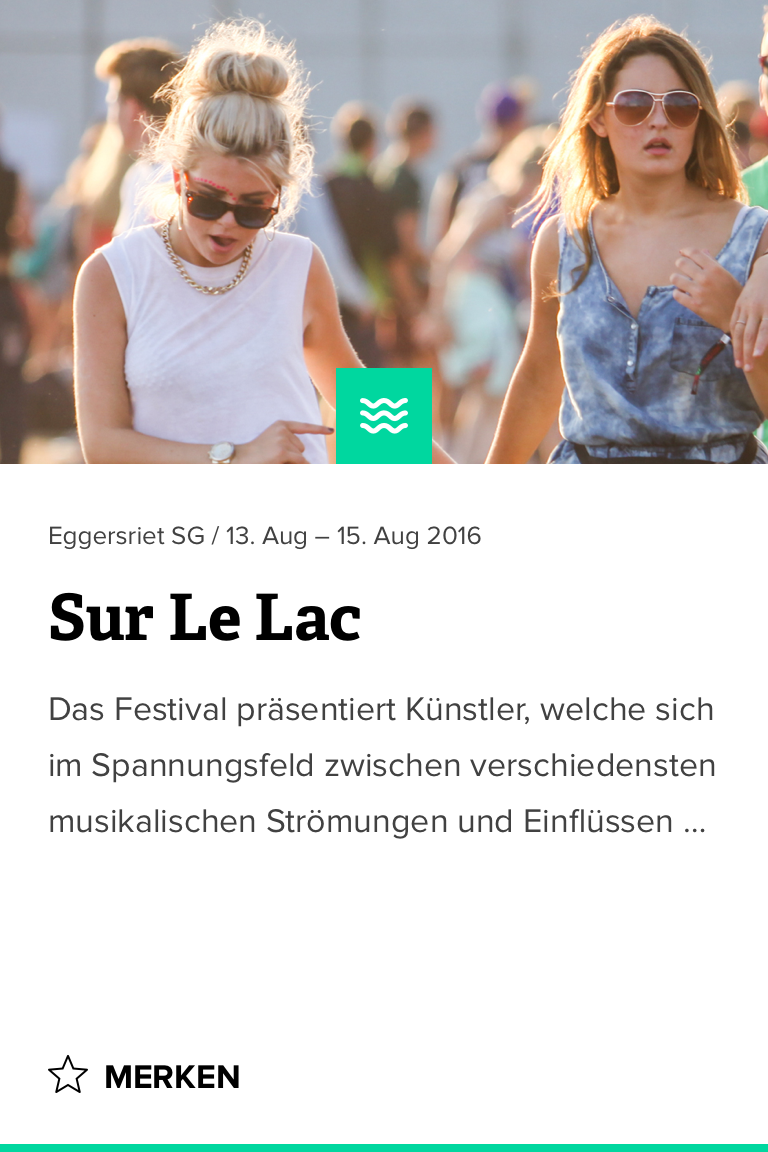 Eggersriet SG / 13. Aug – 15. Aug 2016
Sur Le Lac
Das Festival präsentiert Künstler, welche sich
im Spannungsfeld zwischen verschiedensten
musikalischen Strömungen und Einflüssen ...
MERKEN